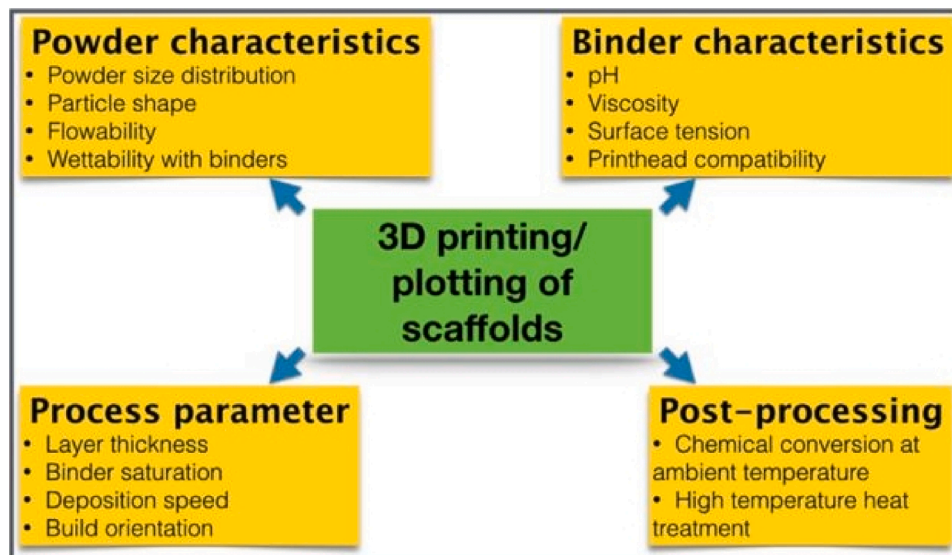 Powder characteristics
• Powder size distribution
• Particle shape
• Flowability
• Wettability with binders
Binder characteristics
• pH
• Viscosity
• Surface tension
• Printhead compatibility
3D printing/
plotting of
scaffolds
Process parameter
• Layer thickness
• Binder saturation
• Deposition speed
• Build orientation
Post-processing
• Chemical conversion at
ambient temperature
• High temperature heat
treatment